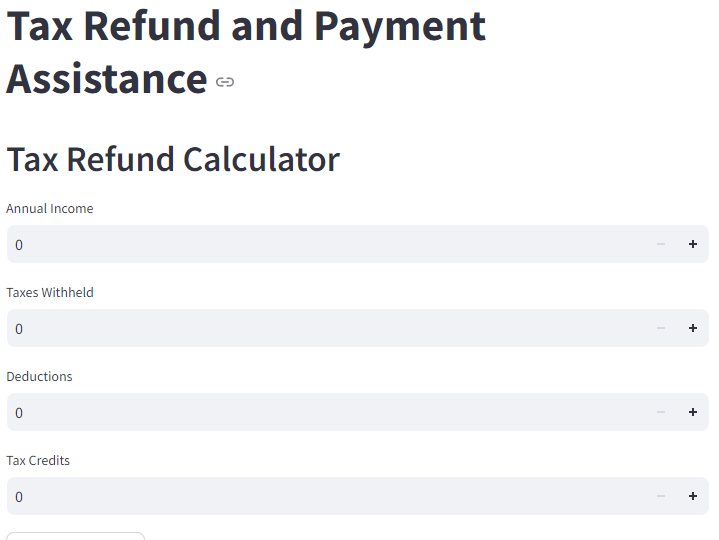 Tax Refund and Payment
Assistance
Tax Refund Calculator
Annual Income
0
Taxes Withheld
0
Deductions
0
Tax Credits
0